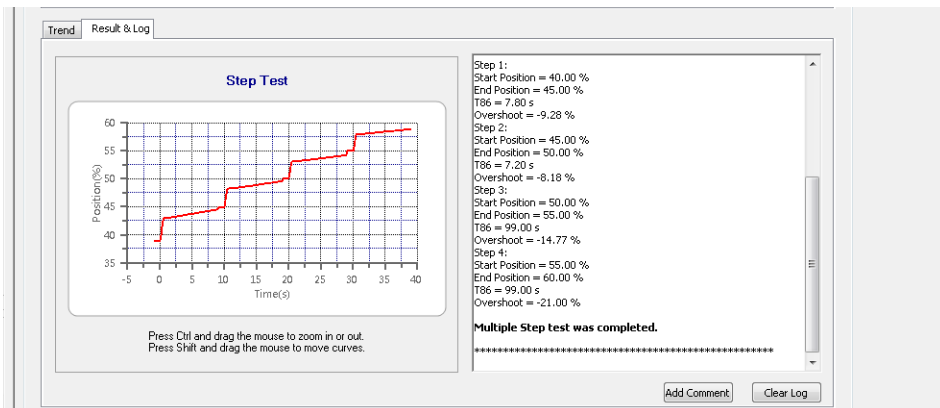 Trend Result & Log
Step Test
60
55
50
45
40
35
Position(%)
-5 0 5 10 15 20 25 30 35 40
Time(s)
Press Ctrl and drag the mouse to zoom in or out.
Press Shift and drag the mouse to move curves.
Step 1:
Start Position = 40.00 %
End Position = 45.00 %
T86 = 7.80 s
Overshoot = -9.28 %
Step 2:
Start Position = 45.00 %
End Position = 50.00 %
T86 = 7.20 s
Overshoot = -8.18 %
Step 3:
Start Position = 50.00 %
End Position = 55.00 %
T86 = 99.00 s
Overshoot = -14.77 %
Step 4:
Start Position = 55.00 %
End Position = 60.00 %
T86 = 99.00 s
Overshoot = -21.00 %
Multiple Step test was completed.
****************************************************
Add Comment Clear Log